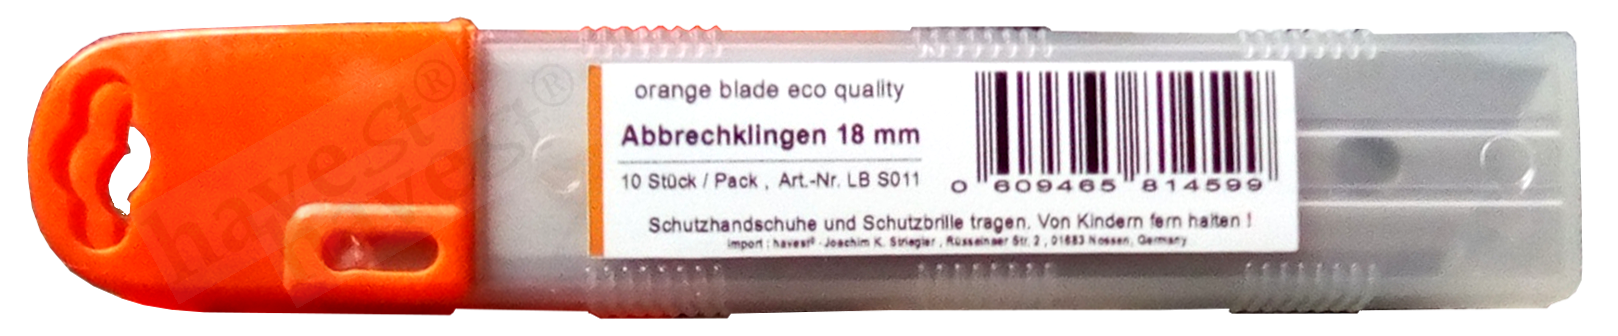 havest®
havest®
orange blade eco quality
Abbrechklingen 18 mm
10 Stück / Pack , Art.-Nr. LB S011
0 609465 814599
Schutzhandschuhe und Schutzbrille tragen. Von Kindern fern halten !
Import : havest® - Joachim K. Striegler , Rüsseinaer Str. 2 , 01683 Nossen, Germany